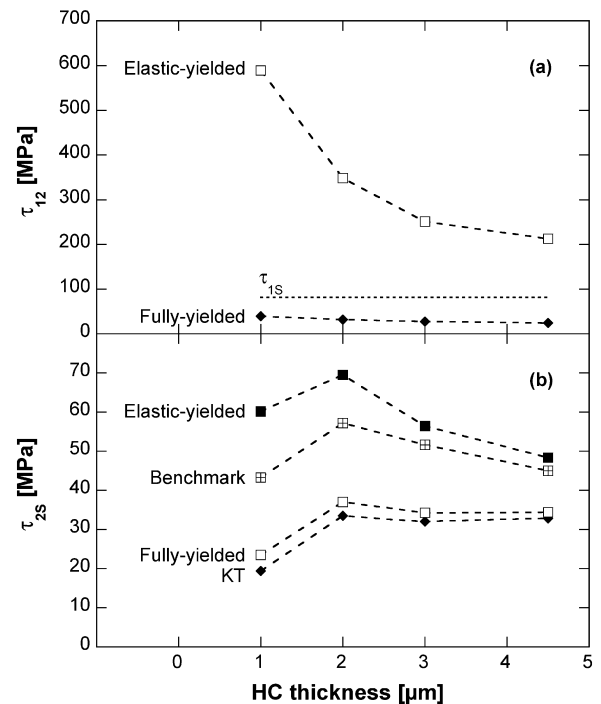 700
600
500
400
300
200
100
0
τ12 [MPa]
Elastic-yielded
(a)
τ1S
Fully-yielded
70
60
50
40
30
20
10
0
τ2S [MPa]
(b)
Elastic-yielded
Benchmark
Fully-yielded
KT
0 1 2 3 4 5
HC thickness [µm]